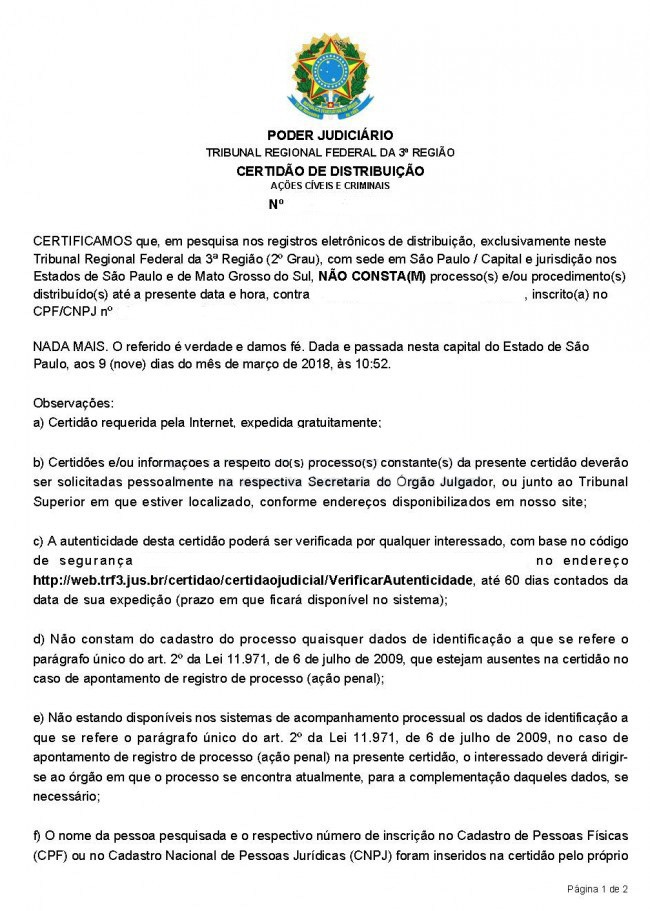 PODER JUDICIÁRIO
TRIBUNAL REGIONAL FEDERAL DA 3ª REGIÃO
CERTIDÃO DE DISTRIBUIÇÃO
AÇÕES CÍVEIS E CRIMINAIS
Nº
CERTIFICAMOS que, em pesquisa nos registros eletrônicos de distribuição, exclusivamente neste
Tribunal Regional Federal da 3ª Região (2º Grau), com sede em São Paulo / Capital e jurisdição nos
Estados de São Paulo e de Mato Grosso do Sul, NÃO CONSTA(M) processo(s) e/ou procedimento(s)
distribuído(s) até a presente data e hora, contra , inscrito(a) no
CPF/CNPJ nº
NADA MAIS. O referido é verdade e damos fé. Dada e passada nesta capital do Estado de São
Paulo, aos 9 (nove) dias do mês de março de 2018, às 10:52.
Observações:
a) Certidão requerida pela Internet, expedida gratuitamente;
b) Certidões e/ou informações a respeito do(s) processo(s) constante(s) da presente certidão deverão
ser solicitadas pessoalmente na respectiva Secretaria do Órgão Julgador, ou junto ao Tribunal
Superior em que estiver localizado, conforme endereços disponibilizados em nosso site;
c) A autenticidade desta certidão poderá ser verificada por qualquer interessado, com base no código
de segurança no endereço
http://web.trf3.jus.br/certidao/certidaojudicial/VerificarAutenticidade, até 60 dias contados da
data de sua expedição (prazo em que ficará disponível no sistema);
d) Não constam do cadastro do processo quaisquer dados de identificação a que se refere o
parágrafo único do art. 2º da Lei 11.971, de 6 de julho de 2009, que estejam ausentes na certidão no
caso de apontamento de registro de processo (ação penal);
e) Não estando disponíveis nos sistemas de acompanhamento processual os dados de identificação a
que se refere o parágrafo único do art. 2º da Lei 11.971, de 6 de julho de 2009, no caso de
apontamento de registro de processo (ação penal) na presente certidão, o interessado deverá dirigir-
se ao órgão em que o processo se encontra atualmente, para a complementação daqueles dados, se
necessário;
f) O nome da pessoa pesquisada e o respectivo número de inscrição no Cadastro de Pessoas Físicas
(CPF) ou no Cadastro Nacional de Pessoas Jurídicas (CNPJ) foram inseridos na certidão pelo próprio
Página 1 de 2